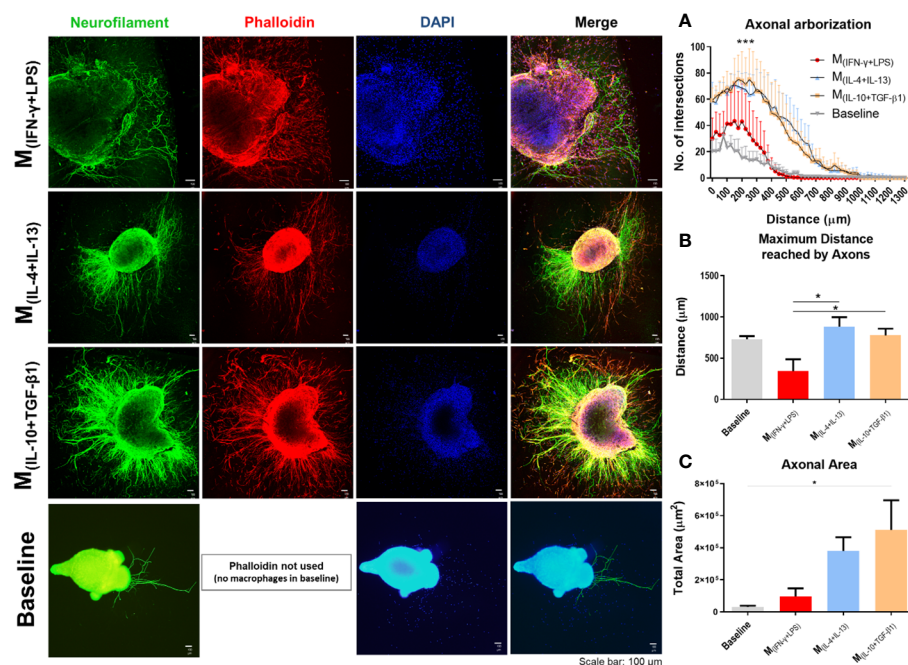 Neurofilament Phalloidin DAPI Merge
M(IFN-γ+LPS)
M(IL-4+IL-13)
M(IL-10+TGF-β1)
Baseline
Phalloidin not used
(no macrophages in baseline)
Scale bar: 100 µm
A
Axonal arborization
***
No. of intersections
100
80
60
40
20
0
0 100 200 300 400 500 600 700 800 900 1000 1100 1200 1300
Distance (µm)
M(IFN-γ+LPS)
M(IL-4+IL-13)
M(IL-10+TGF-β1)
Baseline
B
Maximum Distance
reached by Axons
Distance (µm)
1500
1000
500
0
*
*
Baseline
M(IFN-γ+LPS)
M(IL-4+IL-13)
M(IL-10+TGF-β1)
C
Axonal Area
Total Area (µm²)
8×10⁵
6×10⁵
4×10⁵
2×10⁵
0
*
Baseline
M(IFN-γ+LPS)
M(IL-4+IL-13)
M(IL-10+TGF-β1)